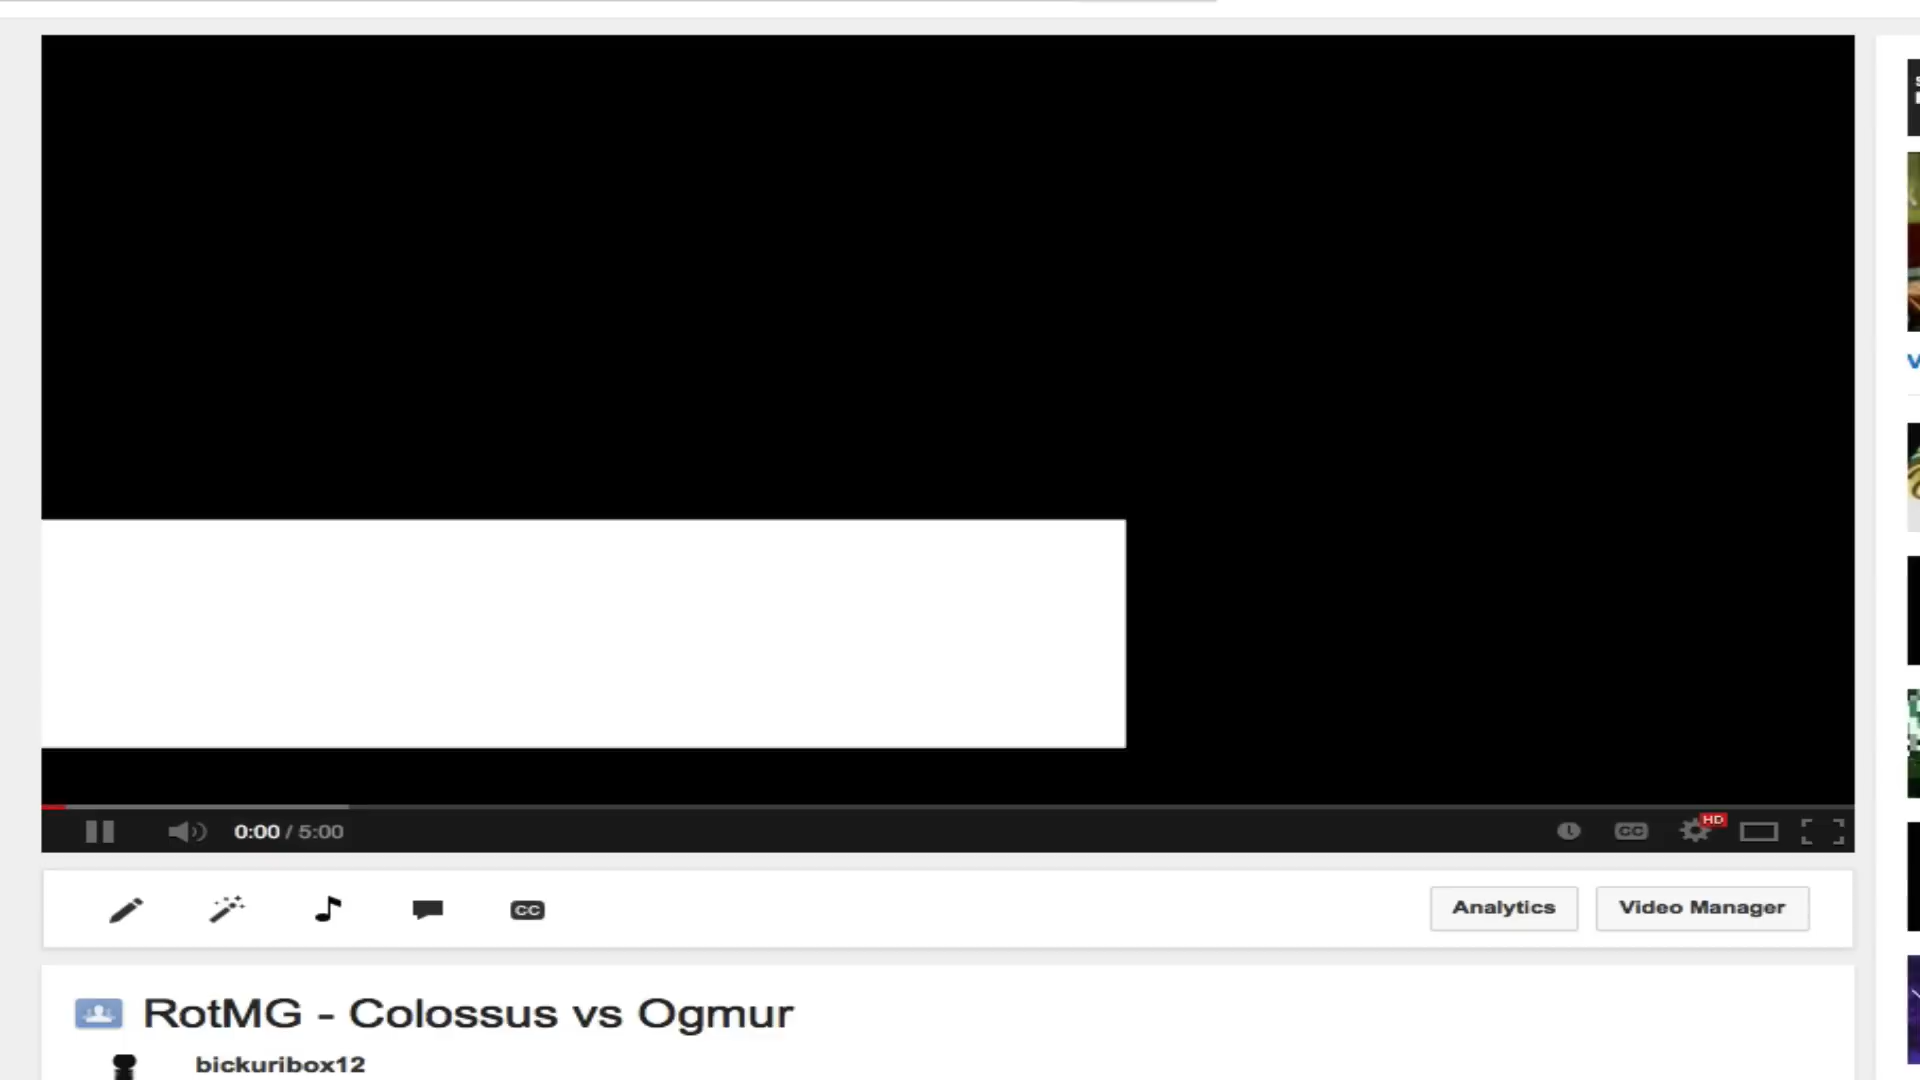 0:00 / 5:00
CC
HD
CC
Analytics
Video Manager
RotMG - Colossus vs Ogmur
bickuribox12